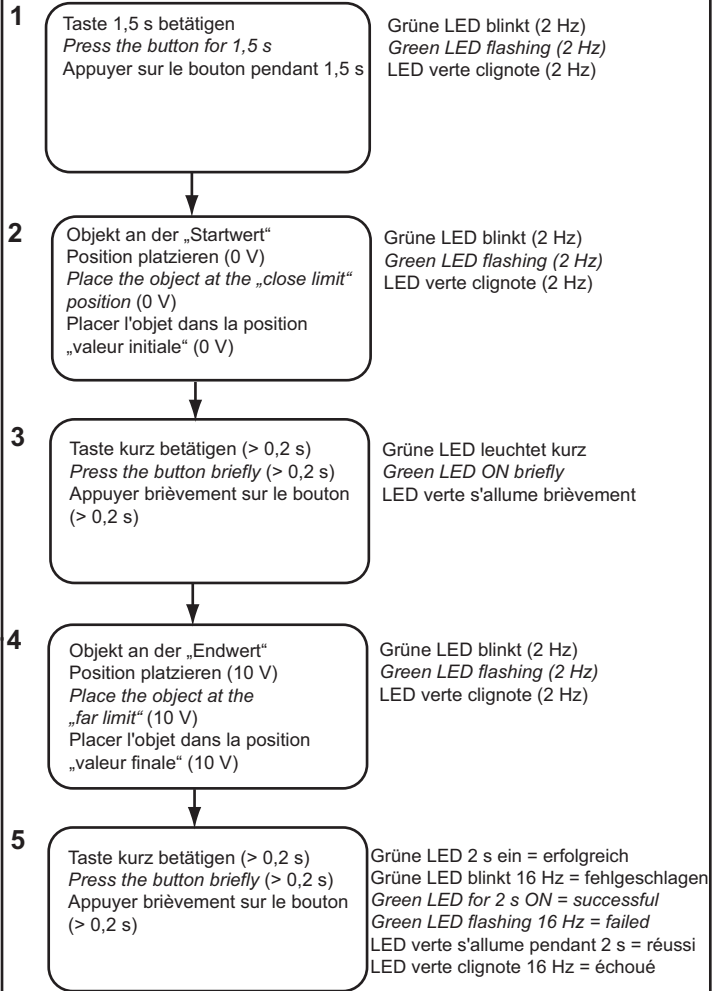 1
Taste 1,5 s betätigen
Press the button for 1,5 s
Appuyer sur le bouton pendant 1,5 s
Grüne LED blinkt (2 Hz)
Green LED flashing (2 Hz)
LED verte clignote (2 Hz)
2
Objekt an der „Startwert“
Position platzieren (0 V)
Place the object at the „close limit“
position (0 V)
Placer l'objet dans la position
„valeur initiale“ (0 V)
Grüne LED blinkt (2 Hz)
Green LED flashing (2 Hz)
LED verte clignote (2 Hz)
3
Taste kurz betätigen (> 0,2 s)
Press the button briefly (> 0,2 s)
Appuyer brièvement sur le bouton
(> 0,2 s)
Grüne LED leuchtet kurz
Green LED ON briefly
LED verte s'allume brièvement
4
Objekt an der „Endwert“
Position platzieren (10 V)
Place the object at the
„far limit“ (10 V)
Placer l'objet dans la position
„valeur finale“ (10 V)
Grüne LED blinkt (2 Hz)
Green LED flashing (2 Hz)
LED verte clignote (2 Hz)
5
Taste kurz betätigen (> 0,2 s)
Press the button briefly (> 0,2 s)
Appuyer brièvement sur le bouton
(> 0,2 s)
Grüne LED 2 s ein = erfolgreich
Grüne LED blinkt 16 Hz = fehlgeschlagen
Green LED for 2 s ON = successful
Green LED flashing 16 Hz = failed
LED verte s'allume pendant 2 s = réussi
LED verte clignote 16 Hz = échoué